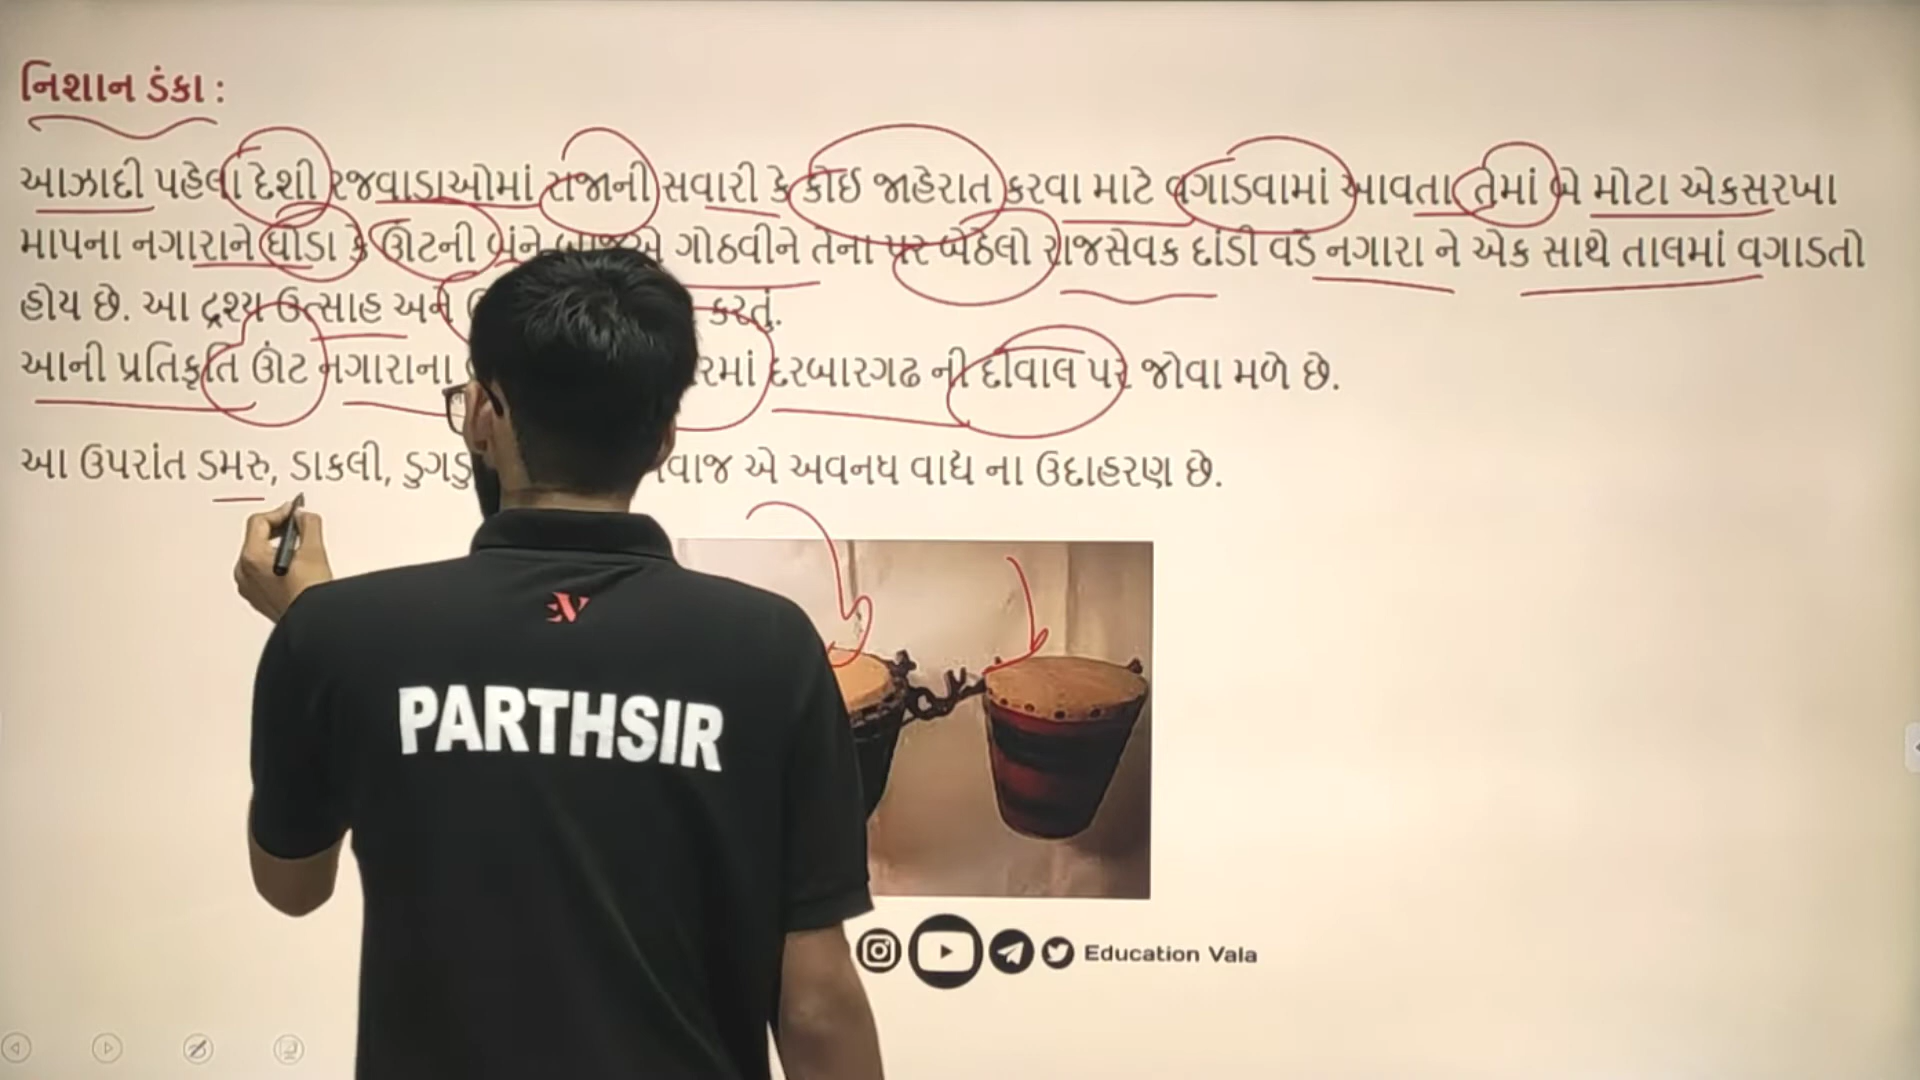 નિશાન ડંકા :
આઝાદી પહેલા દેશી રજવાડાઓમાં રાજાની સવારી કે કોઈ જાહેરાત કરવા માટે વગાડવામાં આવતા તેમાં બે મોટા એકસરખા
માપના નગારાને ઘોડા કે ઊંટની બંને બાજુએ ગોઠવીને તેના પર બેઠેલો રાજસેવક દાંડી વડે નગારા ને એક સાથે તાલમાં વગાડતો
હોય છે. આ દ્રશ્ય ઉત્સાહ અને કરતું.
આની પ્રતિકૃતિ ઊંટ નગારાના દરબારગઢ ની દીવાલ પર જોવા મળે છે.
આ ઉપરાંત ડમરુ, ડાકલી, એ અવનધ વાદ્ય ના ઉદાહરણ છે.
PARTHSIR
Education Vala